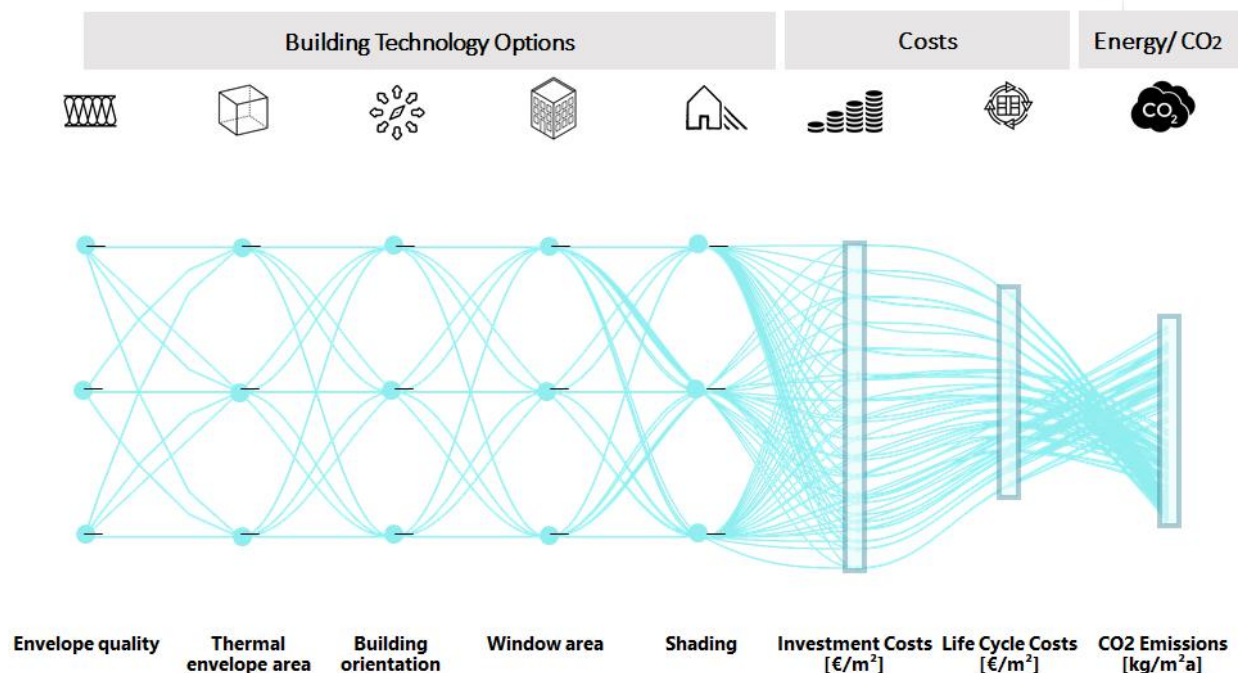 Building Technology Options
Costs
Energy/ CO2
CO2
Envelope quality
Thermal
envelope area
Building
orientation
Window area
Shading
Investment Costs
[€/m²]
Life Cycle Costs
[€/m²]
CO2 Emissions
[kg/m²a]